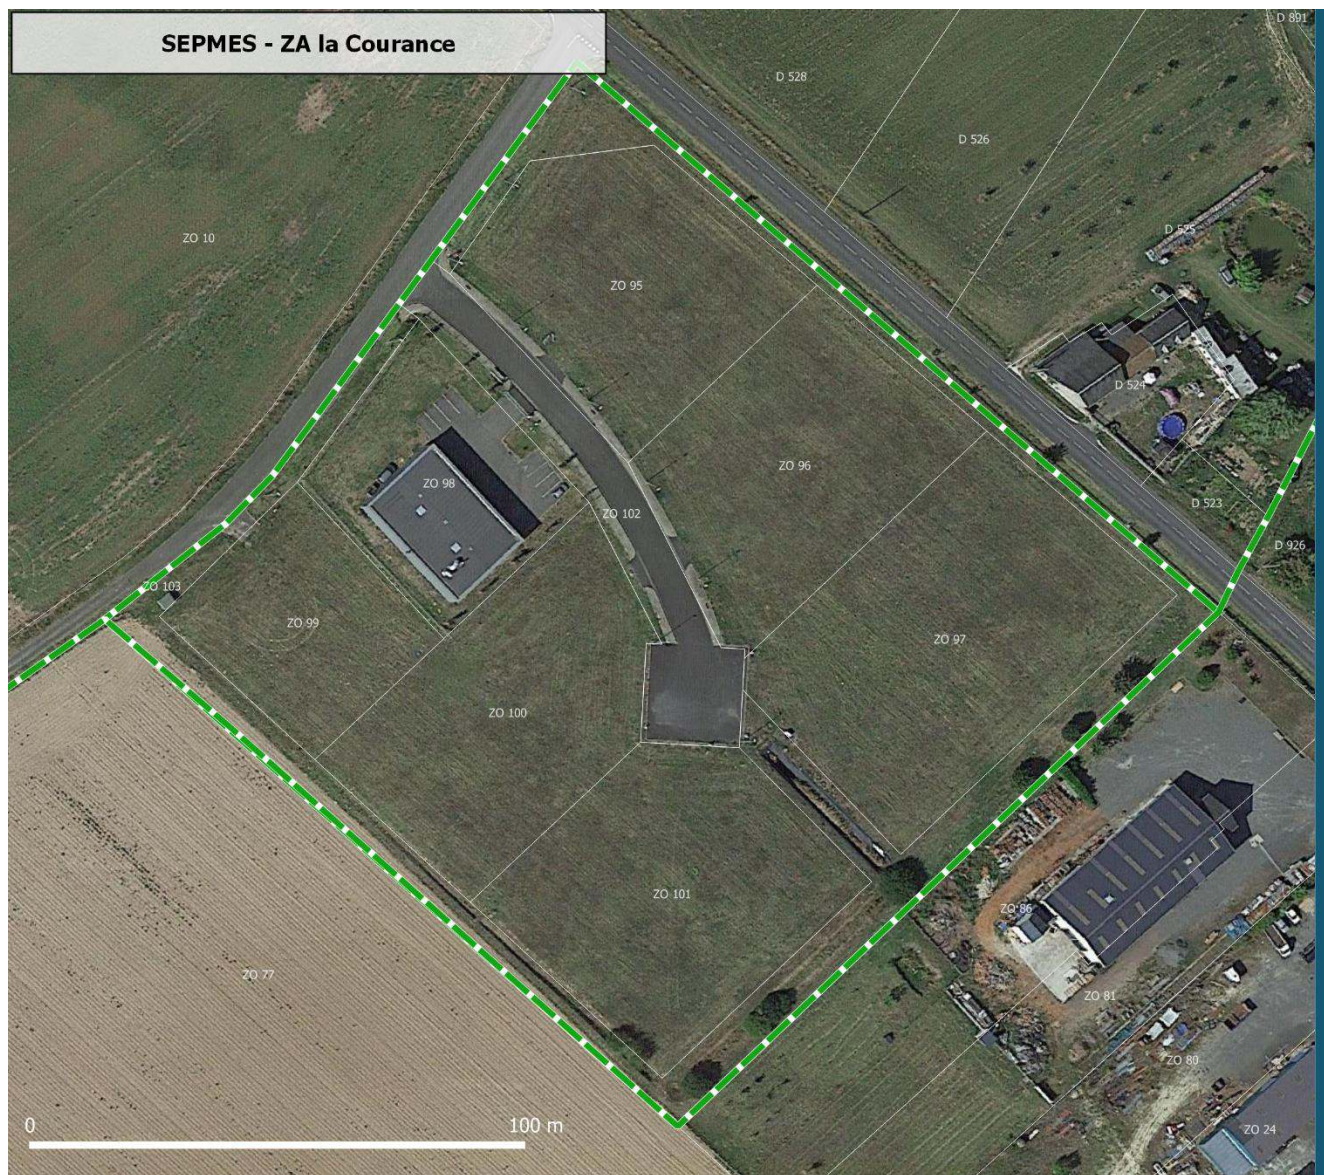 SEPMES - ZA la Courance
D 891
D 528
D 526
D 525
ZO 10
ZO 95
D 524
ZO 96
ZO 98
D 523
ZO 102
D 926
ZO 103
ZO 99
ZO 97
ZO 100
ZO 101
ZO 86
ZO 77
ZO 81
ZO 80
0 100 m
ZO 24